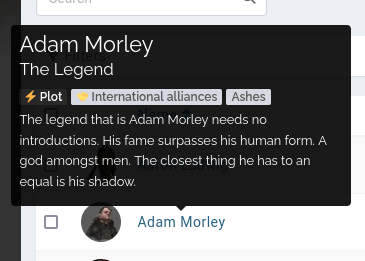 Search
Adam Morley
The Legend
Plot
International alliances
Ashes
The legend that is Adam Morley needs no
introductions. His fame surpasses his human form. A
god amongst men. The closest thing he has to an
equal is his shadow.
Adam Morley